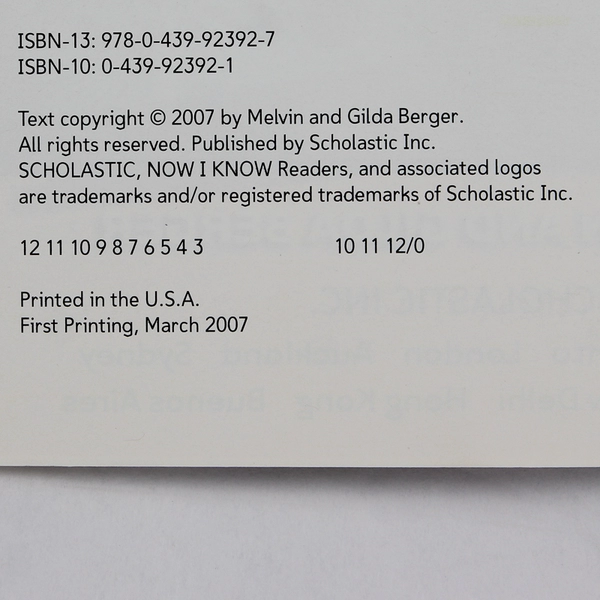 ISBN-13: 978-0-439-92392-7
ISBN-10: 0-439-92392-1
Text copyright © 2007 by Melvin and Gilda Berger.
All rights reserved. Published by Scholastic Inc.
SCHOLASTIC, NOW I KNOW Readers, and associated logos
are trademarks and/or registered trademarks of Scholastic Inc.
12 11 10 9 8 7 6 5 4 3 10 11 12/0
Printed in the U.S.A.
First Printing, March 2007